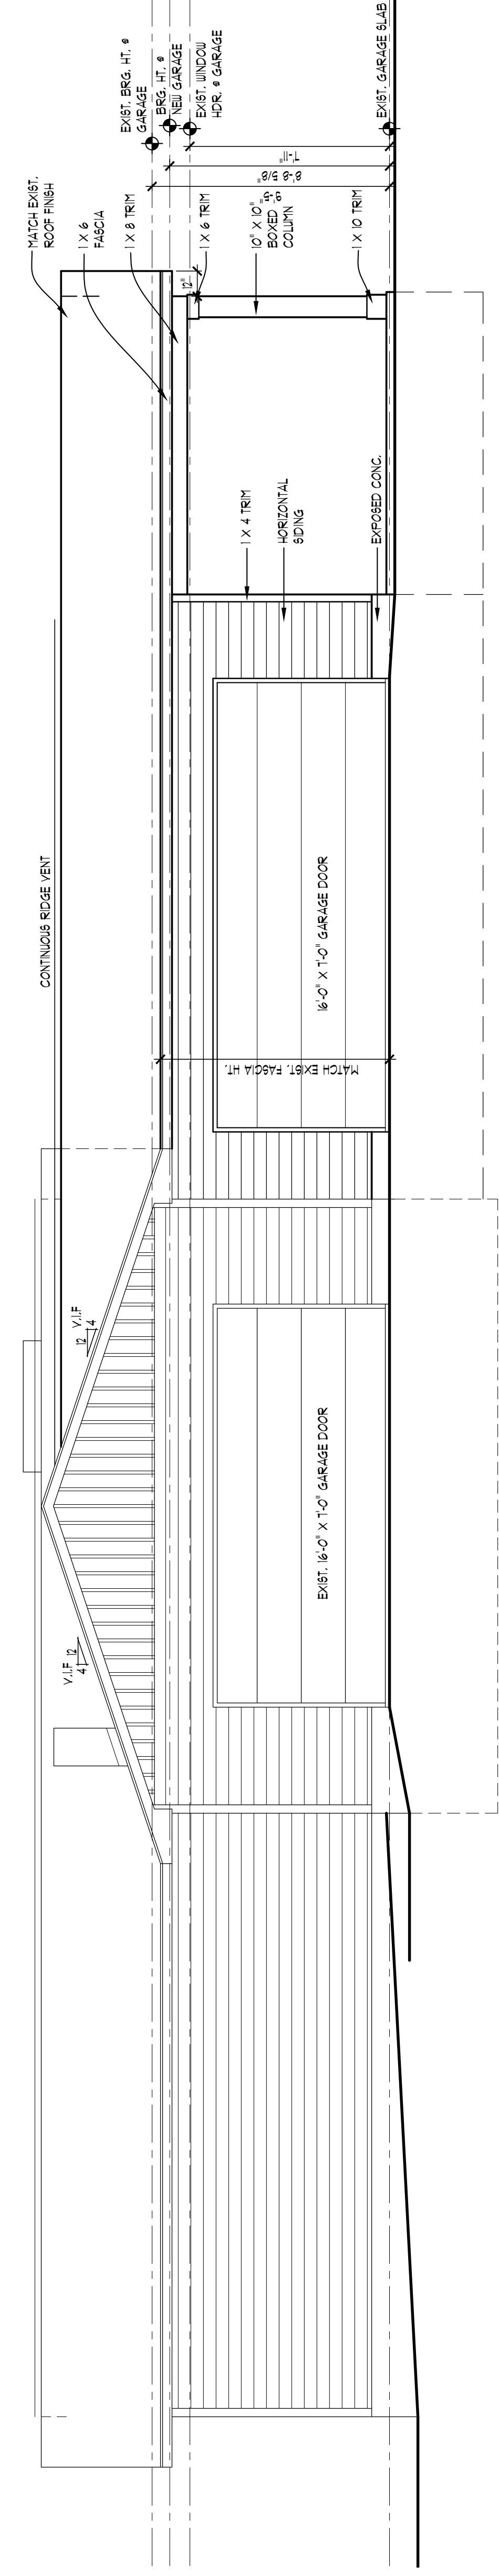 MATCH EXIST.
ROOF FINISH
1 X 6
FASCIA
1 X 8 TRIM
EXIST. BRG. HT. @
GARAGE
BRG. HT. @
NEW GARAGE
EXIST. WINDOW
HDR. @ GARAGE
EXIST. GARAGE SLAB
7'-11"
8'-8 5/8"
9'-5"
12"
1 X 6 TRIM
10" X 10"
BOXED
COLUMN
1 X 10 TRIM
1 X 4 TRIM
HORIZONTAL
SIDING
EXPOSED CONC.
CONTINUOUS RIDGE VENT
16'-0" X 7'-0" GARAGE DOOR
MATCH EXIST. FASCIA HT.
12
V.I.F
4
EXIST. 16'-0" X 7'-0" GARAGE DOOR
V.I.F
12
4